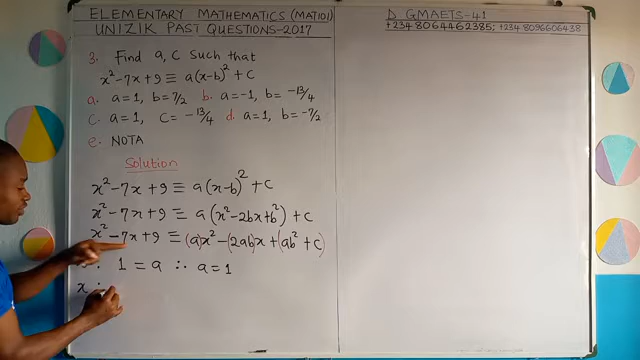 ELEMENTARY MATHEMATICS (MAT101)
UNIZIK PAST QUESTIONS-2017
D GMAETS-41
+234 8064462385; +234.8096606438
3. Find a, c such that
x² - 7x + 9 ≡ a(x-b)² + c
a. a = 1, b = 7/2 b. a = -1, b = -13/4
c. a = 1, c = -13/4 d. a = 1, b = -7/2
e. NOTA
Solution
x² - 7x + 9 ≡ a(x-b)² + c
x² - 7x + 9 ≡ a(x² - 2bx + b²) + c
x² - 7x + 9 ≡ (a)x² - (2ab)x + (ab² + c)
1 = a ∴ a = 1
x